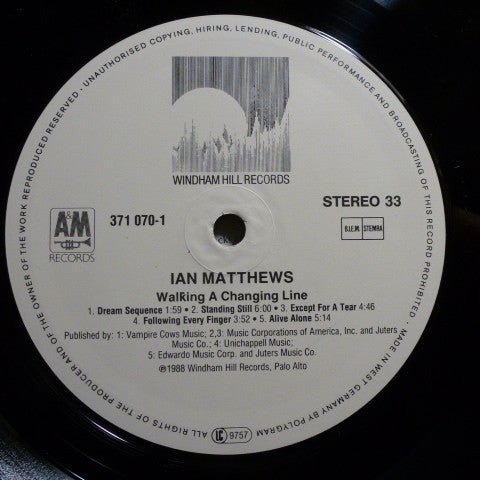 UNAUTHORISED COPYING, HIRING, LENDING, PUBLIC PERFORMANCE AND BROADCASTING OF THIS RECORD PROHIBITED • MADE IN WEST GERMANY BY POLYGRAM • ALL RIGHTS OF THE PRODUCER AND OF THE OWNER OF THE WORK REPRODUCED RESERVED •
WINDHAM HILL RECORDS
A&M
RECORDS
371 070-1
STEREO 33
B.I.E.M. STEMRA
IAN MATTHEWS
Walking A Changing Line
1. Dream Sequence 1:59 • 2. Standing Still 6:00 • 3. Except For A Tear 4:46
4. Following Every Finger 3:52 • 5. Alive Alone 5:14
Published by: 1: Vampire Cows Music; 2,3: Music Corporations of America, Inc. and Juters
Music Co.; 4: Unichappell Music;
5: Edwardo Music Corp. and Juters Music Co.
℗1988 Windham Hill Records, Palo Alto
LC 9757